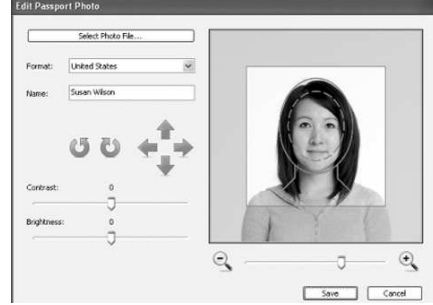 Edit Passport Photo
Select Photo File...
Format: United States
Name: Susan Wilson
Contrast: 0
Brightness: 0
Save Cancel